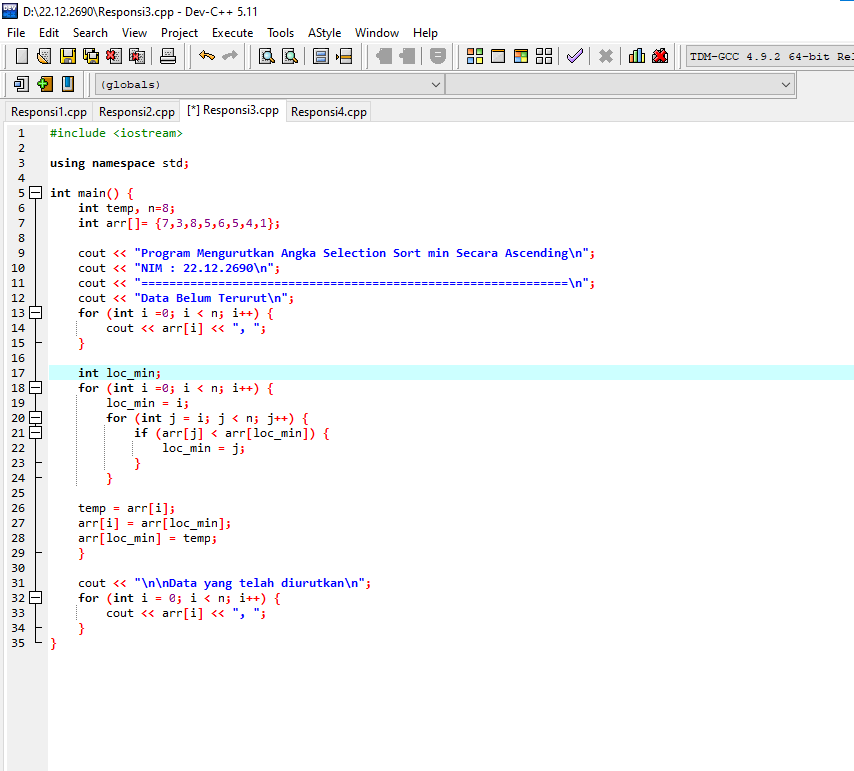 D:\22.12.2690\Responsi3.cpp - Dev-C++ 5.11
File Edit Search View Project Execute Tools AStyle Window Help
TDM-GCC 4.9.2 64-bit Rel
(globals)
Responsi1.cpp Responsi2.cpp [*] Responsi3.cpp Responsi4.cpp
1 #include <iostream>
2
3 using namespace std;
4
5 int main() {
6 int temp, n=8;
7 int arr[]= {7,3,8,5,6,5,4,1};
8
9 cout << "Program Mengurutkan Angka Selection Sort min Secara Ascending\n";
10 cout << "NIM : 22.12.2690\n";
11 cout << "=============================================================\n";
12 cout << "Data Belum Terurut\n";
13 for (int i =0; i < n; i++) {
14 cout << arr[i] << ", ";
15 }
16
17 int loc_min;
18 for (int i =0; i < n; i++) {
19 loc_min = i;
20 for (int j = i; j < n; j++) {
21 if (arr[j] < arr[loc_min]) {
22 loc_min = j;
23 }
24 }
25
26 temp = arr[i];
27 arr[i] = arr[loc_min];
28 arr[loc_min] = temp;
29 }
30
31 cout << "\n\nData yang telah diurutkan\n";
32 for (int i = 0; i < n; i++) {
33 cout << arr[i] << ", ";
34 }
35 }